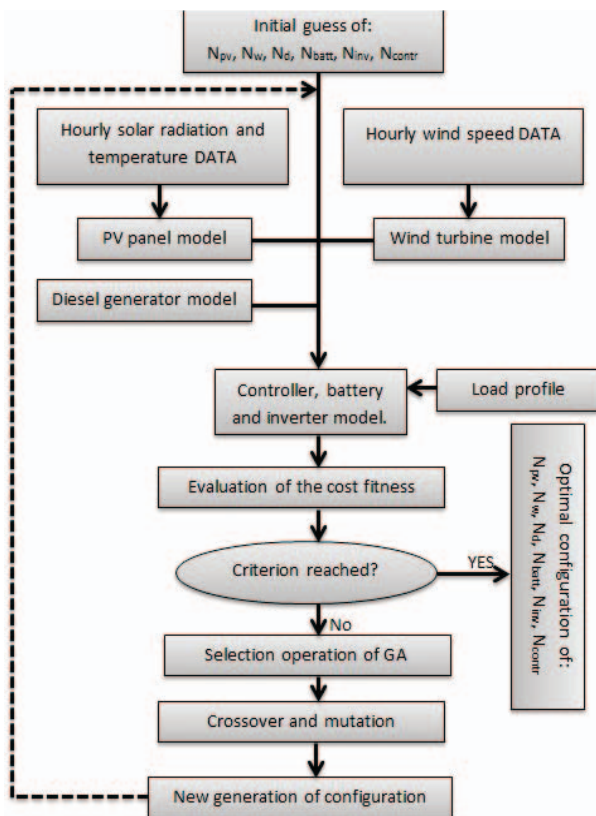 Initial guess of:
Npv, Nw, Nd, Nbatt, Ninv, Ncontr
Hourly solar radiation and
temperature DATA
Hourly wind speed DATA
PV panel model
Wind turbine model
Diesel generator model
Controller, battery
and inverter model.
Load profile
Evaluation of the cost fitness
Criterion reached?
YES
Optimal configuration of:
Npv, Nw, Nd, Nbatt, Ninv, Ncontr
No
Selection operation of GA
Crossover and mutation
New generation of configuration